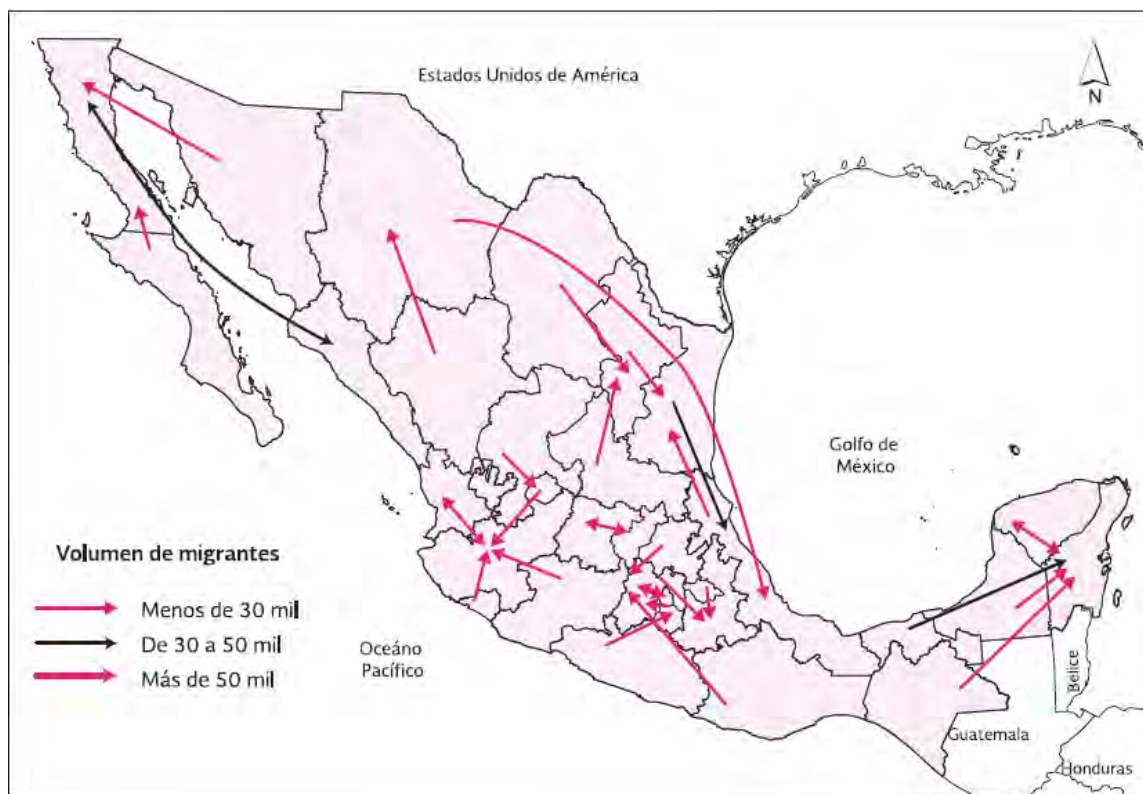 Estados Unidos de América
N
Golfo de
México
Volumen de migrantes
Menos de 30 mil
De 30 a 50 mil
Más de 50 mil
Océano
Pacífico
Belice
Guatemala
Honduras